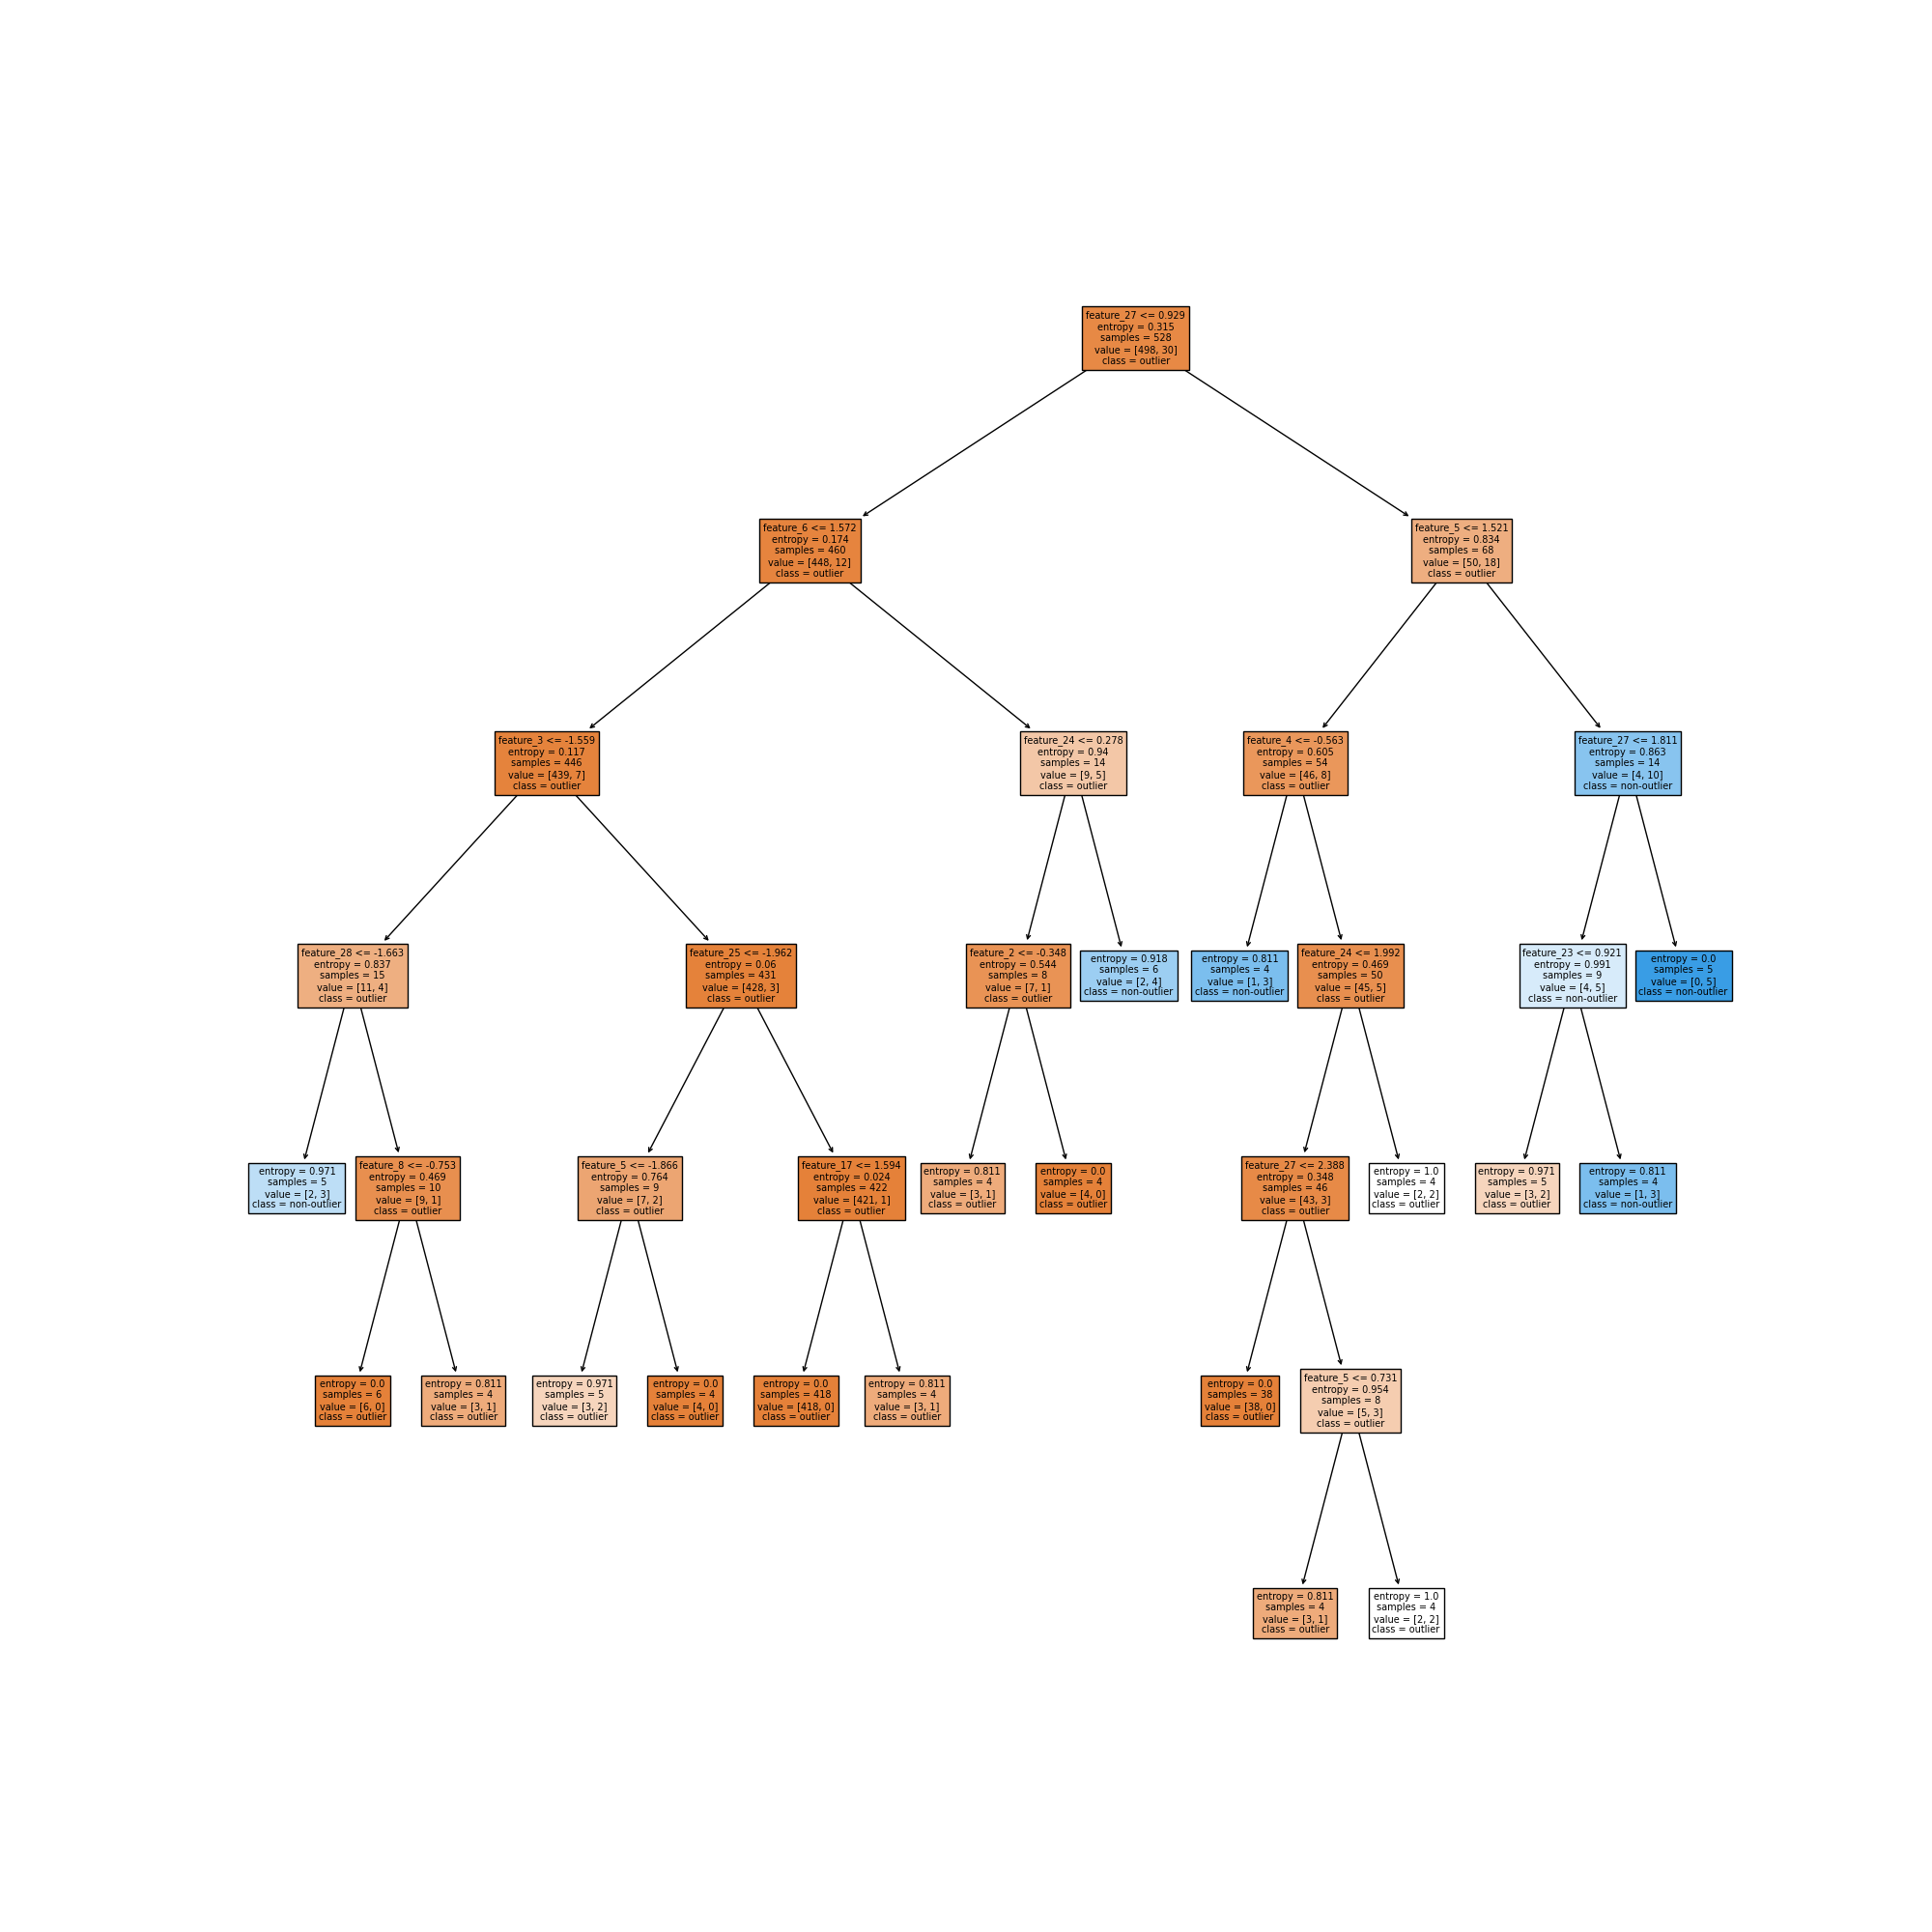 feature_27 <= 0.929
entropy = 0.315
samples = 528
value = [498, 30]
class = outlier
feature_6 <= 1.572
entropy = 0.174
samples = 460
value = [448, 12]
class = outlier
feature_5 <= 1.521
entropy = 0.834
samples = 68
value = [50, 18]
class = outlier
feature_3 <= -1.559
entropy = 0.117
samples = 446
value = [439, 7]
class = outlier
feature_24 <= 0.278
entropy = 0.94
samples = 14
value = [9, 5]
class = outlier
feature_4 <= -0.563
entropy = 0.605
samples = 54
value = [46, 8]
class = outlier
feature_27 <= 1.811
entropy = 0.863
samples = 14
value = [4, 10]
class = non-outlier
feature_28 <= -1.663
entropy = 0.837
samples = 15
value = [11, 4]
class = outlier
feature_25 <= -1.962
entropy = 0.06
samples = 431
value = [428, 3]
class = outlier
feature_2 <= -0.348
entropy = 0.544
samples = 8
value = [7, 1]
class = outlier
entropy = 0.918
samples = 6
value = [2, 4]
class = non-outlier
entropy = 0.811
samples = 4
value = [1, 3]
class = non-outlier
feature_24 <= 1.992
entropy = 0.469
samples = 50
value = [45, 5]
class = outlier
feature_23 <= 0.921
entropy = 0.991
samples = 9
value = [4, 5]
class = non-outlier
entropy = 0.0
samples = 5
value = [0, 5]
class = non-outlier
entropy = 0.971
samples = 5
value = [2, 3]
class = non-outlier
feature_8 <= -0.753
entropy = 0.469
samples = 10
value = [9, 1]
class = outlier
feature_5 <= -1.866
entropy = 0.764
samples = 9
value = [7, 2]
class = outlier
feature_17 <= 1.594
entropy = 0.024
samples = 422
value = [421, 1]
class = outlier
entropy = 0.811
samples = 4
value = [3, 1]
class = outlier
entropy = 0.0
samples = 4
value = [4, 0]
class = outlier
feature_27 <= 2.388
entropy = 0.348
samples = 46
value = [43, 3]
class = outlier
entropy = 1.0
samples = 4
value = [2, 2]
class = outlier
entropy = 0.971
samples = 5
value = [3, 2]
class = outlier
entropy = 0.811
samples = 4
value = [1, 3]
class = non-outlier
entropy = 0.0
samples = 6
value = [6, 0]
class = outlier
entropy = 0.811
samples = 4
value = [3, 1]
class = outlier
entropy = 0.971
samples = 5
value = [3, 2]
class = outlier
entropy = 0.0
samples = 4
value = [4, 0]
class = outlier
entropy = 0.0
samples = 418
value = [418, 0]
class = outlier
entropy = 0.811
samples = 4
value = [3, 1]
class = outlier
entropy = 0.0
samples = 38
value = [38, 0]
class = outlier
feature_5 <= 0.731
entropy = 0.954
samples = 8
value = [5, 3]
class = outlier
entropy = 0.811
samples = 4
value = [3, 1]
class = outlier
entropy = 1.0
samples = 4
value = [2, 2]
class = outlier